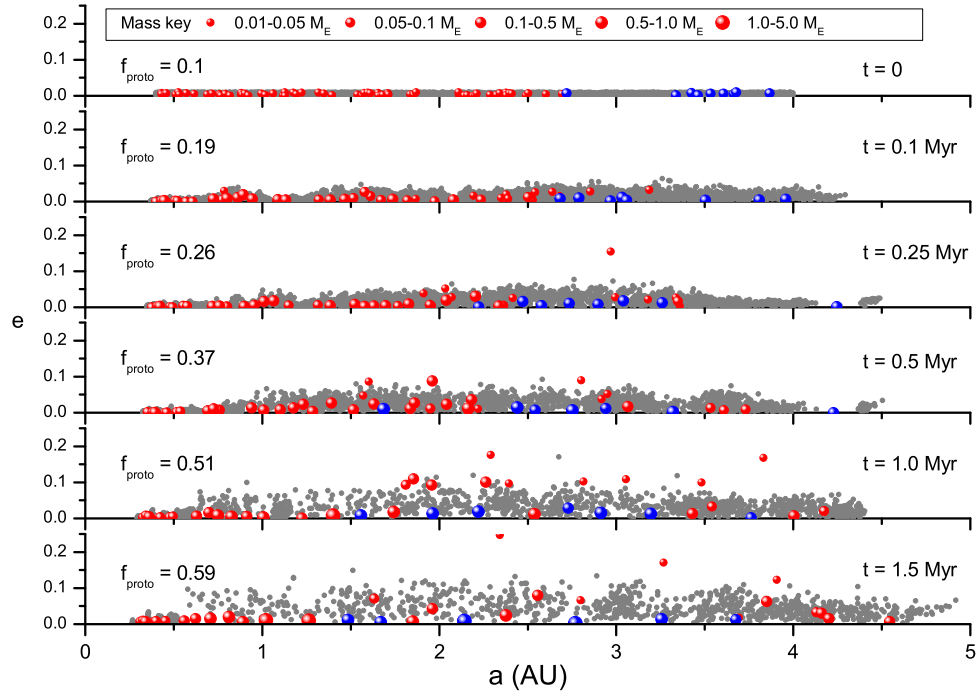 Mass key 0.01-0.05 M_E 0.05-0.1 M_E 0.1-0.5 M_E 0.5-1.0 M_E 1.0-5.0 M_E
0.2
0.1
0.0
f_proto = 0.1
t = 0
0.2
0.1
0.0
f_proto = 0.19
t = 0.1 Myr
0.2
0.1
0.0
f_proto = 0.26
t = 0.25 Myr
e
0.2
0.1
0.0
f_proto = 0.37
t = 0.5 Myr
0.2
0.1
0.0
f_proto = 0.51
t = 1.0 Myr
0.2
0.1
0.0
f_proto = 0.59
t = 1.5 Myr
0 1 2 3 4 5
a (AU)